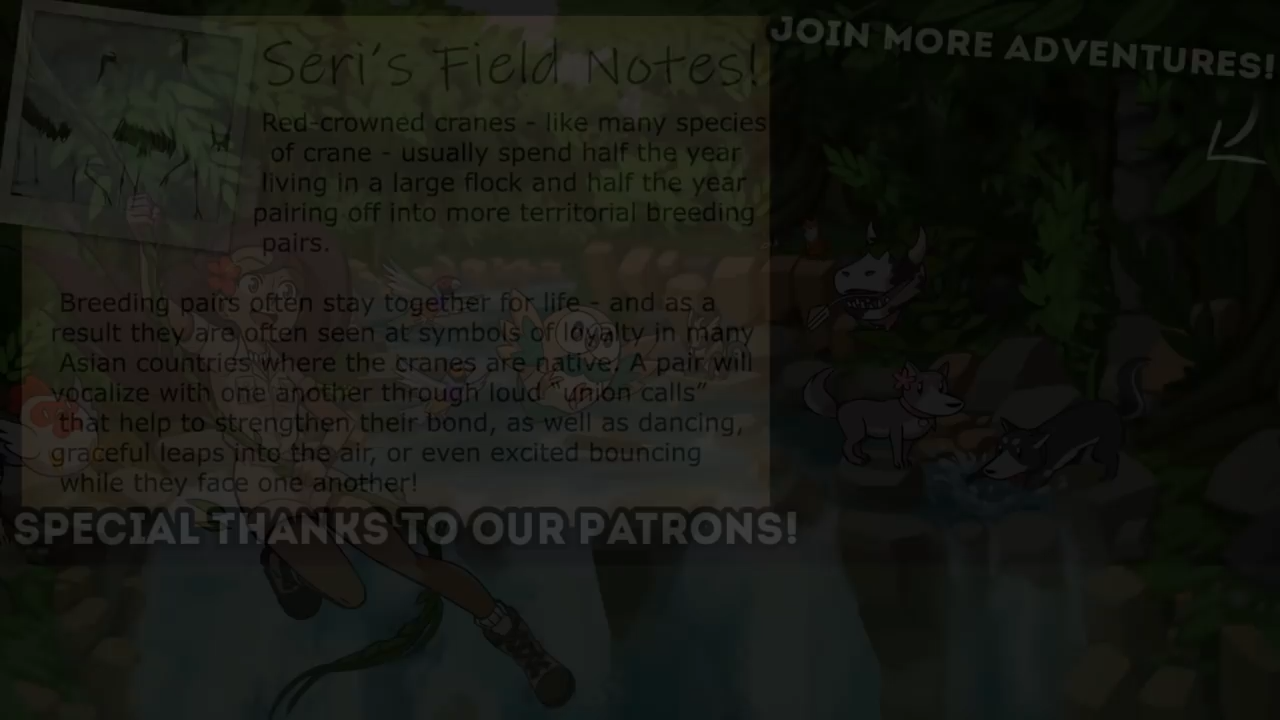 Seri's Field Notes!
JOIN MORE ADVENTURES!
Red-crowned cranes - like many species
of crane - usually spend half the year
living in a large flock and half the year
pairing off into more territorial breeding
pairs.
Breeding pairs often stay together for life - and as a
result they are often seen at symbols of loyalty in many
Asian countries where the cranes are native. A pair will
vocalize with one another through loud "union calls"
that help to strengthen their bond, as well as dancing,
graceful leaps into the air, or even excited bouncing
while they face one another!
SPECIAL THANKS TO OUR PATRONS!